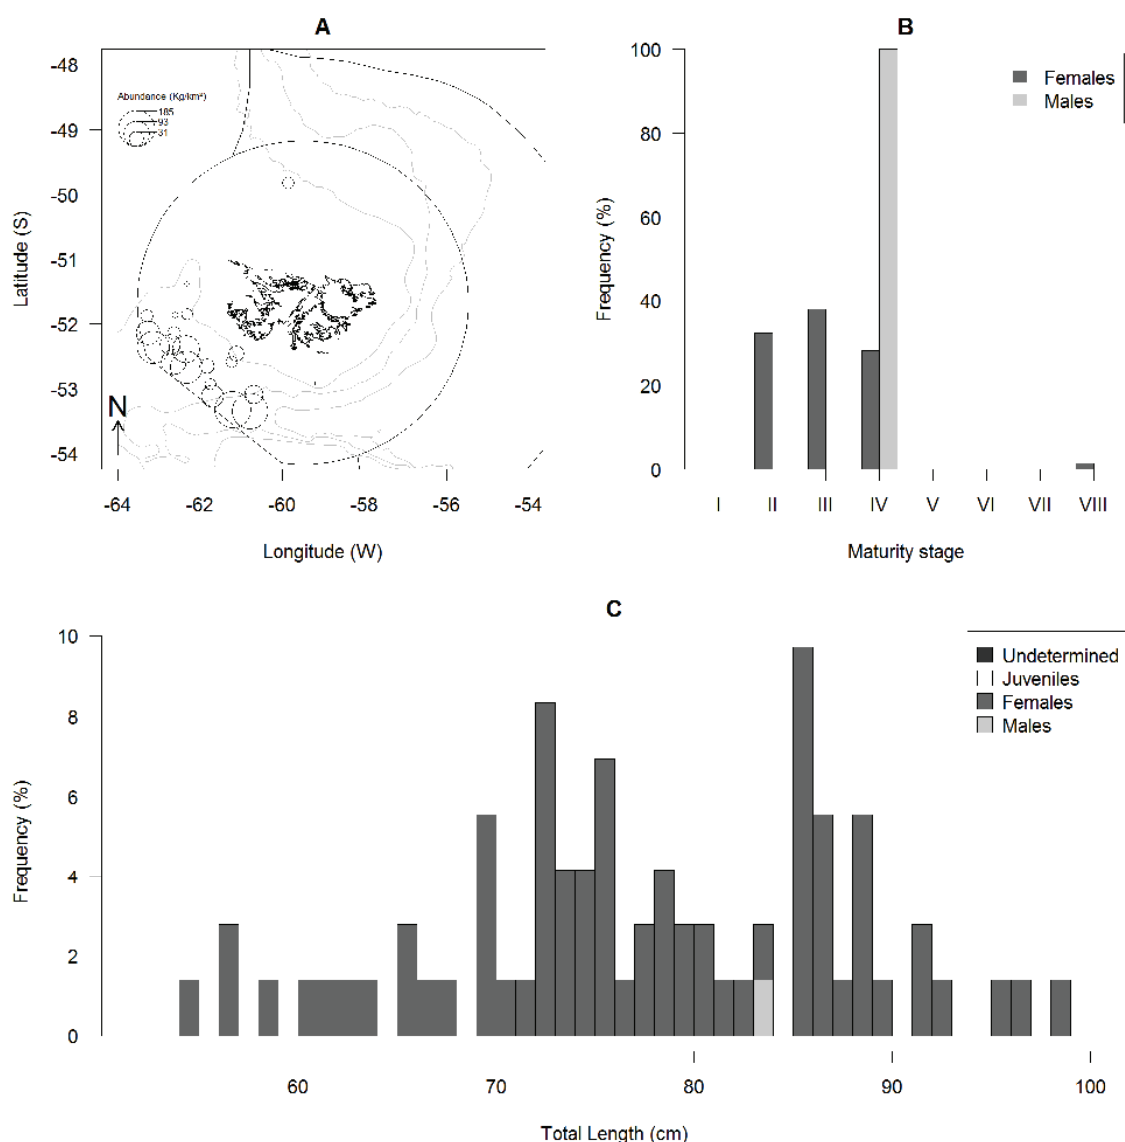 A
Latitude (S)
-48
-49
-50
-51
-52
-53
-54
Abundance (Kg/km²)
185
93
31
N
-64
-62
-60
-58
-56
-54
Longitude (W)
B
Frequency (%)
100
80
60
40
20
0
Females
Males
I
II
III
IV
V
VI
VII
VIII
Maturity stage
C
Frequency (%)
10
8
6
4
2
0
Undetermined
Juveniles
Females
Males
60
70
80
90
100
Total Length (cm)